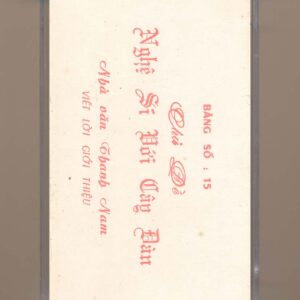 BĂNG SỐ : 15
Chủ Đề
Nghệ Sĩ Với Cây Đàn
Nhà văn Thanh Nam
VIẾT LỜI GIỚI THIỆU